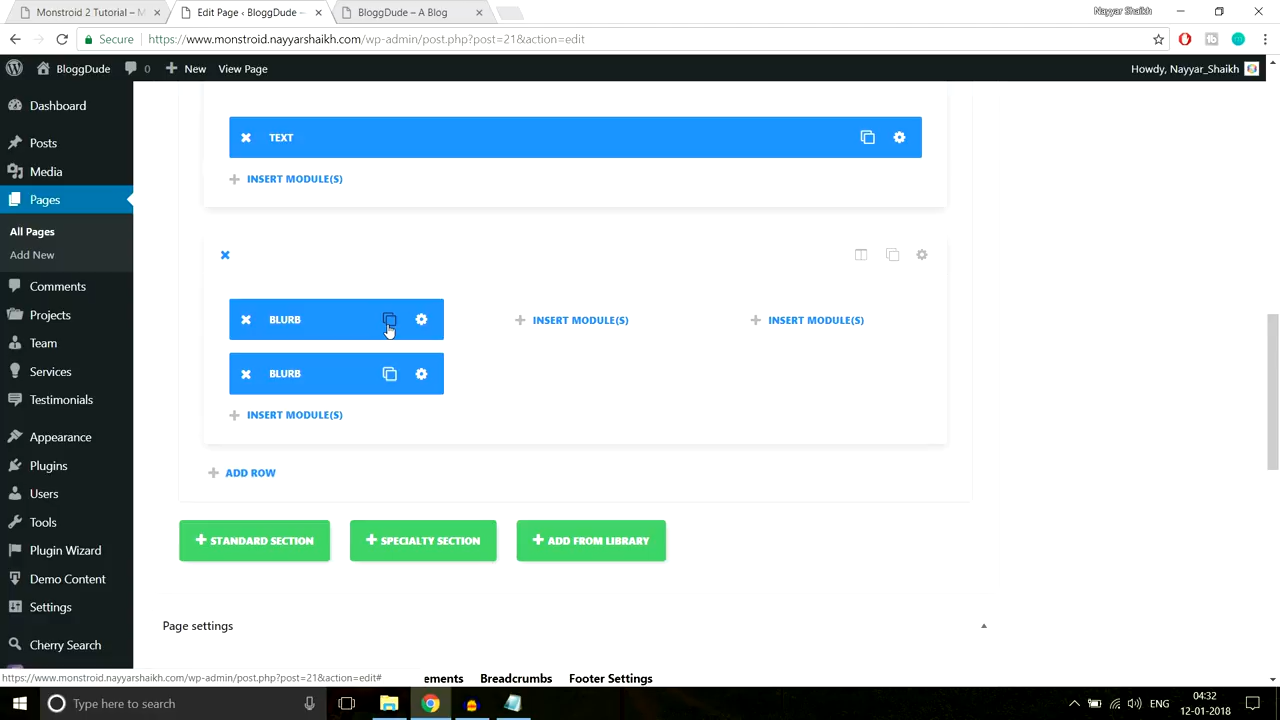 Monstroid 2 Tutorial – M
Edit Page ‹ BloggDude —
BloggDude – A Blog
Nayyar Shaikh
Secure
https://www.monstroid.nayyarshaikh.com/wp-admin/post.php?post=21&action=edit
BloggDude
0
New
View Page
Howdy, Nayyar_Shaikh
Dashboard
Posts
Media
Pages
All Pages
Add New
Comments
Projects
Team
Services
Testimonials
Appearance
Plugins
Users
Tools
Plugin Wizard
Demo Content
Settings
Cherry Search
TEXT
INSERT MODULE(S)
BLURB
INSERT MODULE(S)
INSERT MODULE(S)
BLURB
INSERT MODULE(S)
ADD ROW
STANDARD SECTION
SPECIALTY SECTION
ADD FROM LIBRARY
Page settings
ements
Breadcrumbs
Footer Settings
https://www.monstroid.nayyarshaikh.com/wp-admin/post.php?post=21&action=edit#
Type here to search
ENG
04:32
12-01-2018